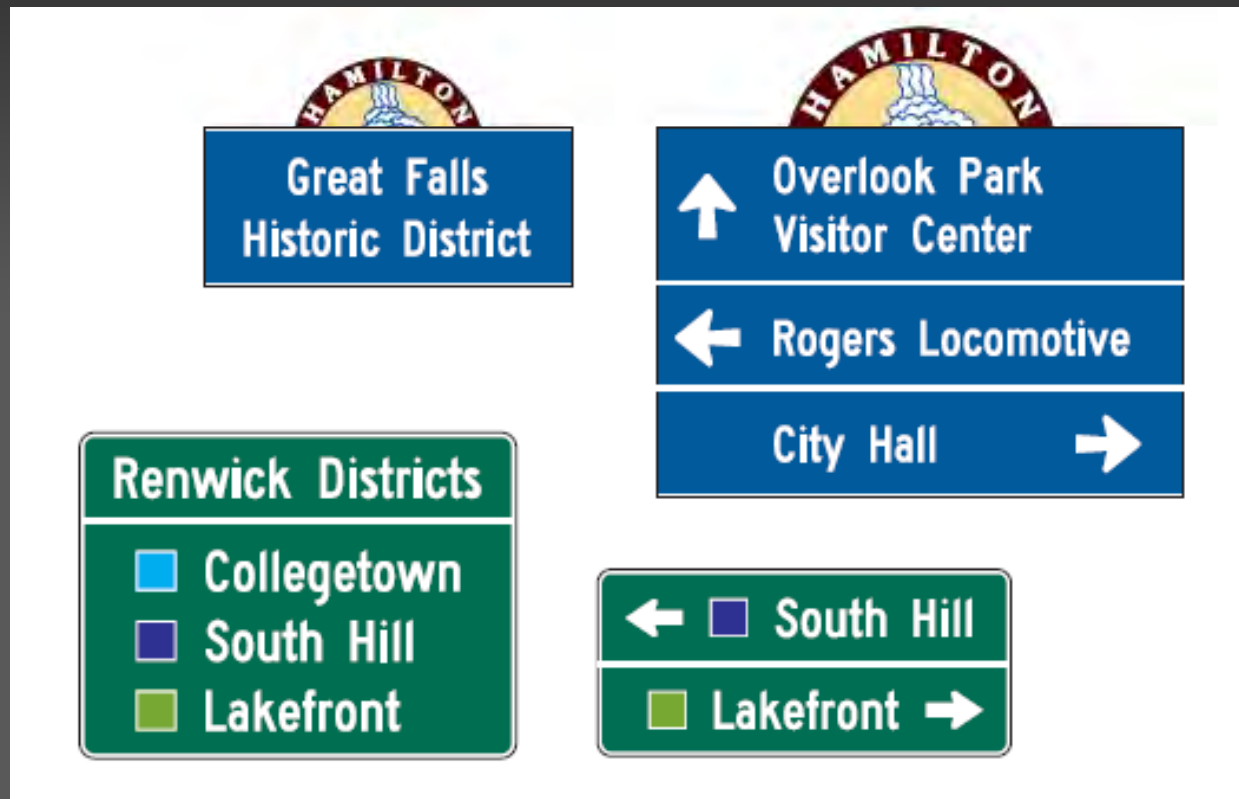 HAMILTON
Great Falls
Historic District
HAMILTON
Overlook Park
Visitor Center
Rogers Locomotive
City Hall
Renwick Districts
Collegetown
South Hill
Lakefront
South Hill
Lakefront